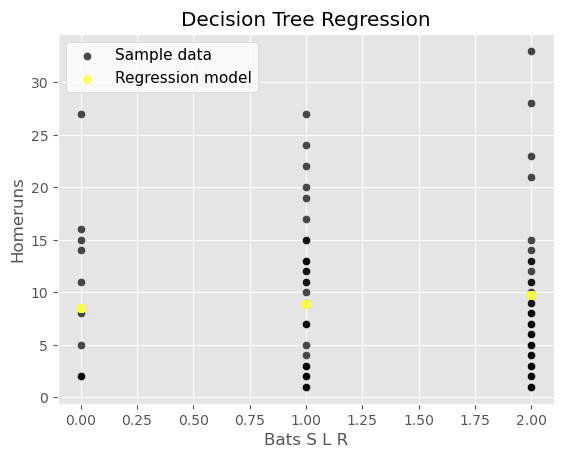 Decision Tree Regression
Sample data
Regression model
Homeruns
30
25
20
15
10
5
0
0.00 0.25 0.50 0.75 1.00 1.25 1.50 1.75 2.00
Bats S L R